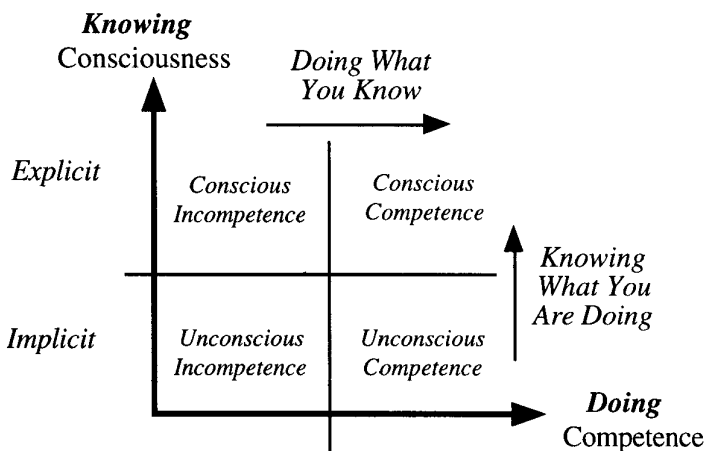 Knowing
Consciousness
Doing What
You Know
Explicit
Conscious
Incompetence
Conscious
Competence
Knowing
What You
Are Doing
Implicit
Unconscious
Incompetence
Unconscious
Competence
Doing
Competence